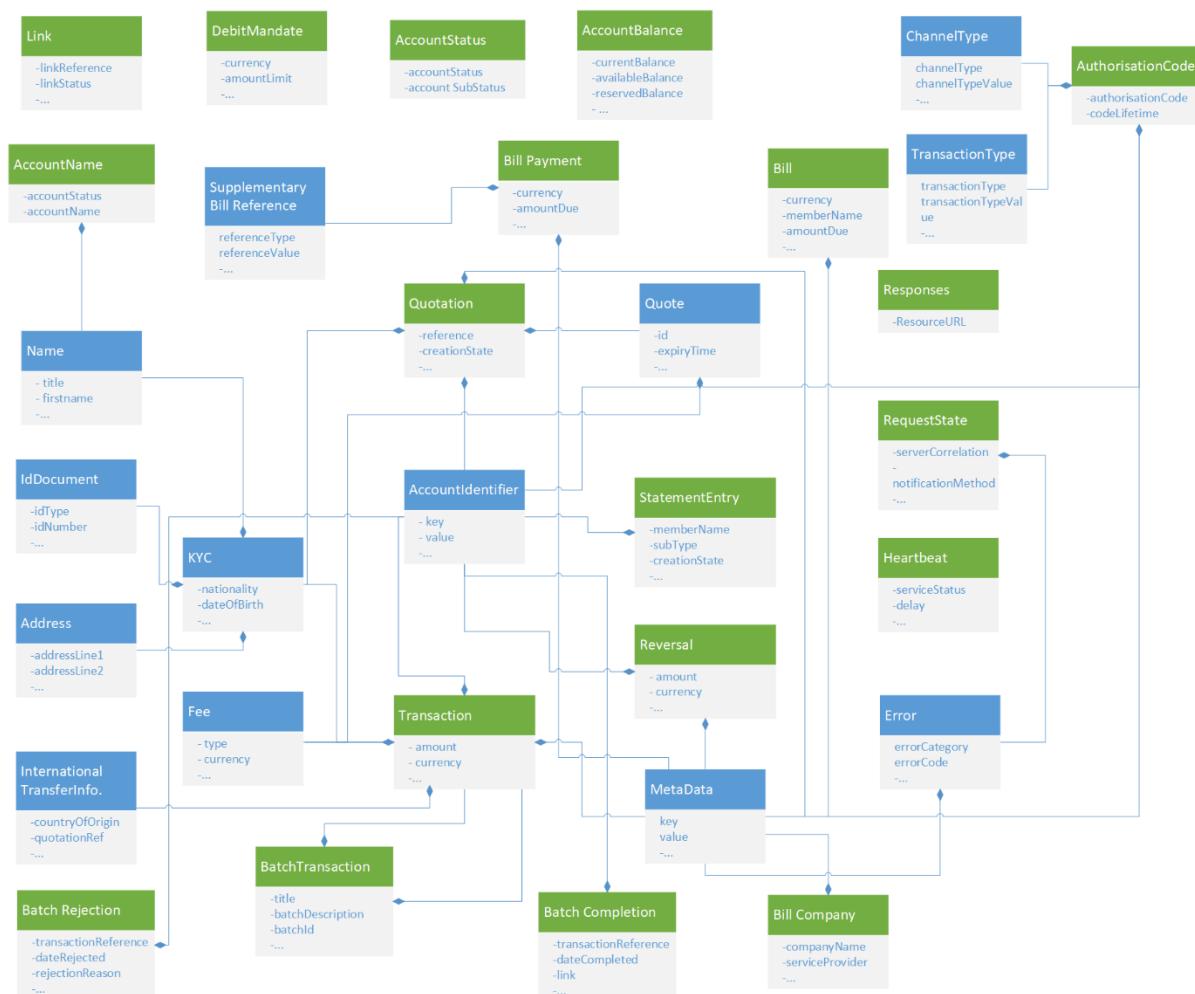 Link
-linkReference
-linkStatus
-...
DebitMandate
-currency
-amountLimit
-...
AccountStatus
-accountStatus
-account SubStatus
AccountBalance
-currentBalance
-availableBalance
-reservedBalance
- ...
ChannelType
channelType
channelTypeValue
-...
AuthorisationCode
-authorisationCode
-codeLifetime
AccountName
-accountStatus
-accountName
Supplementary
Bill Reference
referenceType
referenceValue
-...
Bill Payment
-currency
-amountDue
-...
Bill
-currency
-memberName
-amountDue
-...
TransactionType
transactionType
transactionTypeVal
ue
-...
Quotation
-reference
-creationState
-...
Quote
-id
-expiryTime
-...
Responses
-ResourceURL
Name
- title
- firstname
-...
RequestState
-serverCorrelation
-
notificationMethod
-...
IdDocument
-idType
-idNumber
-...
AccountIdentifier
- key
- value
-...
StatementEntry
-memberName
-subType
-creationState
-...
KYC
-nationality
-dateOfBirth
-...
Heartbeat
-serviceStatus
-delay
-...
Address
-addressLine1
-addressLine2
-...
Reversal
- amount
- currency
-...
Fee
- type
- currency
-...
Transaction
- amount
- currency
-...
Error
errorCategory
errorCode
-...
International
TransferInfo.
-countryOfOrigin
-quotationRef
-...
MetaData
key
value
-...
BatchTransaction
-title
-batchDescription
-batchId
-...
Batch Rejection
-transactionReference
-dateRejected
-rejectionReason
-...
Batch Completion
-transactionReference
-dateCompleted
-link
-...
Bill Company
-companyName
-serviceProvider
-...